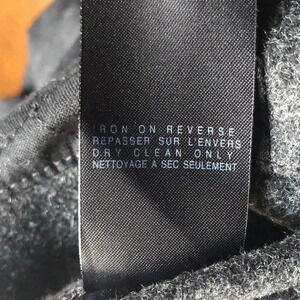 IRON ON REVERSE
REPASSER SUR L'ENVERS
DRY CLEAN ONLY
NETTOYAGE A SEC SEULEMENT